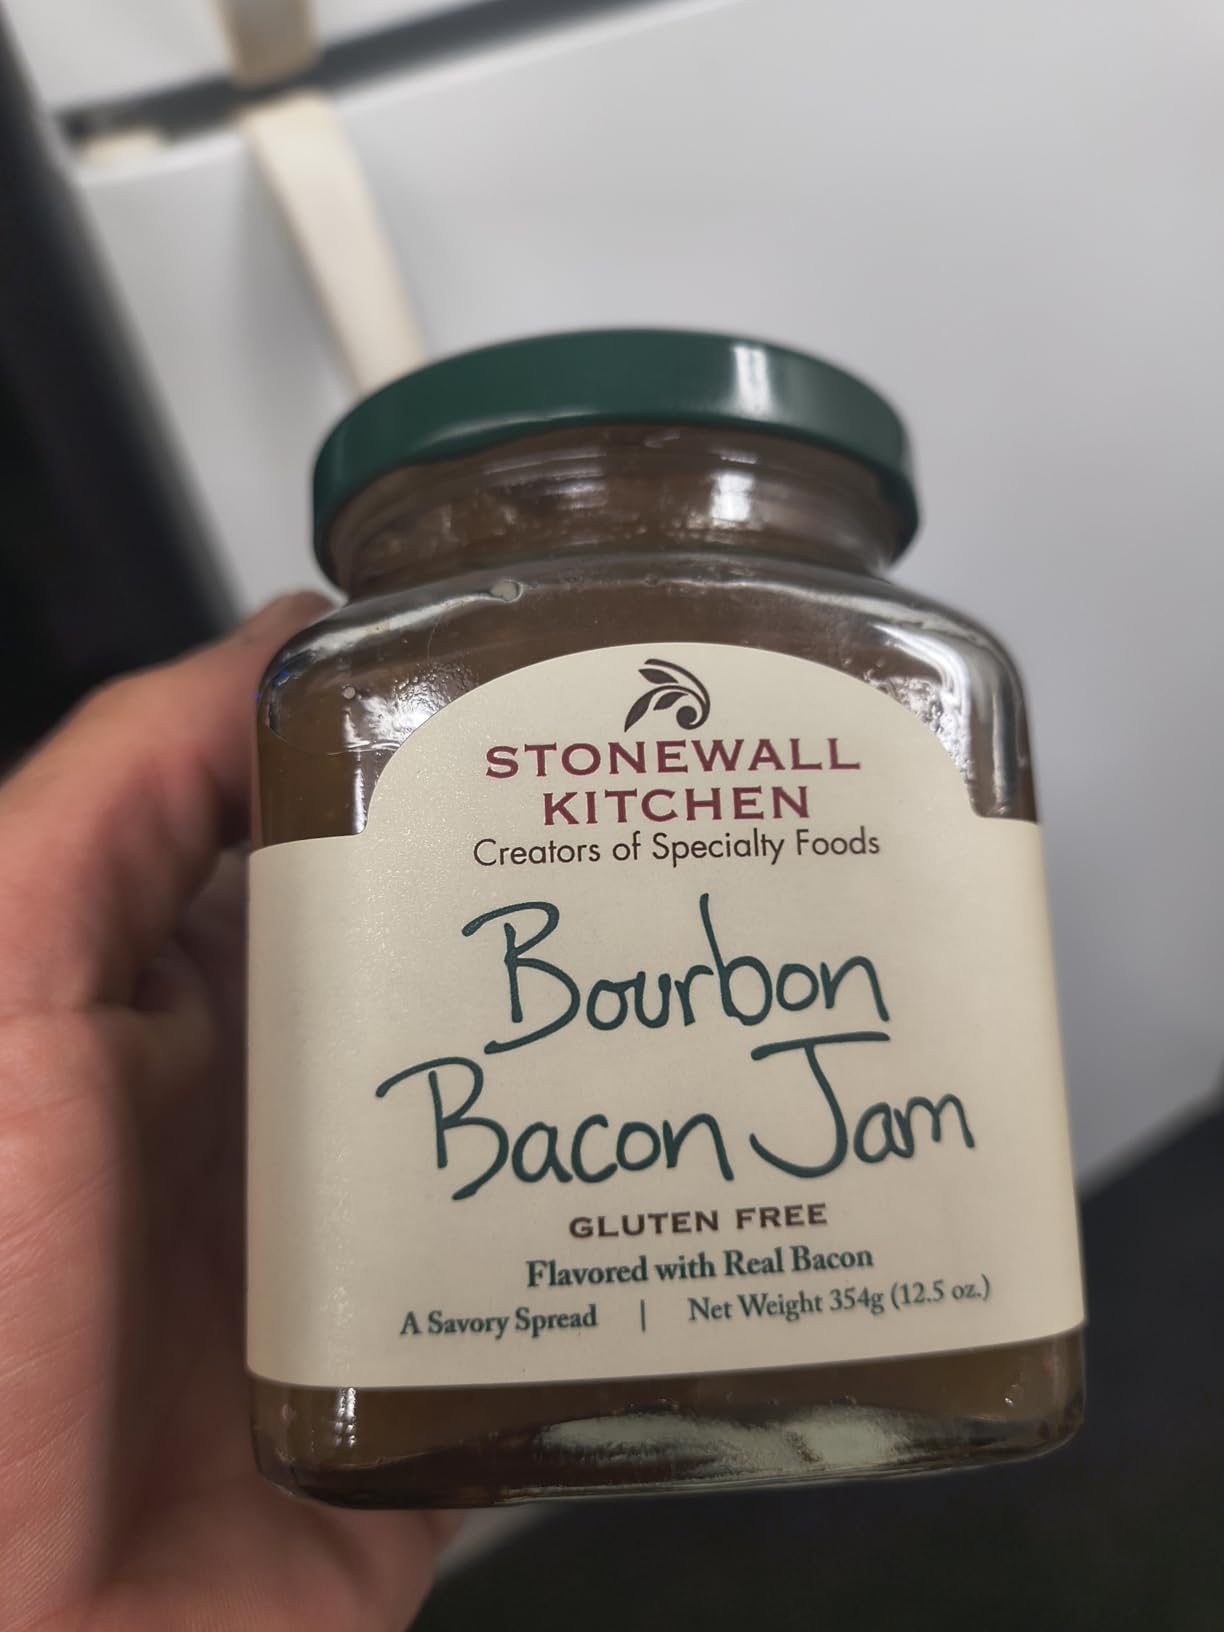 STONEWALL
KITCHEN
Creators of Specialty Foods
Bourbon
Bacon Jam
GLUTEN FREE
Flavored with Real Bacon
A Savory Spread | Net Weight 354g (12.5 oz.)